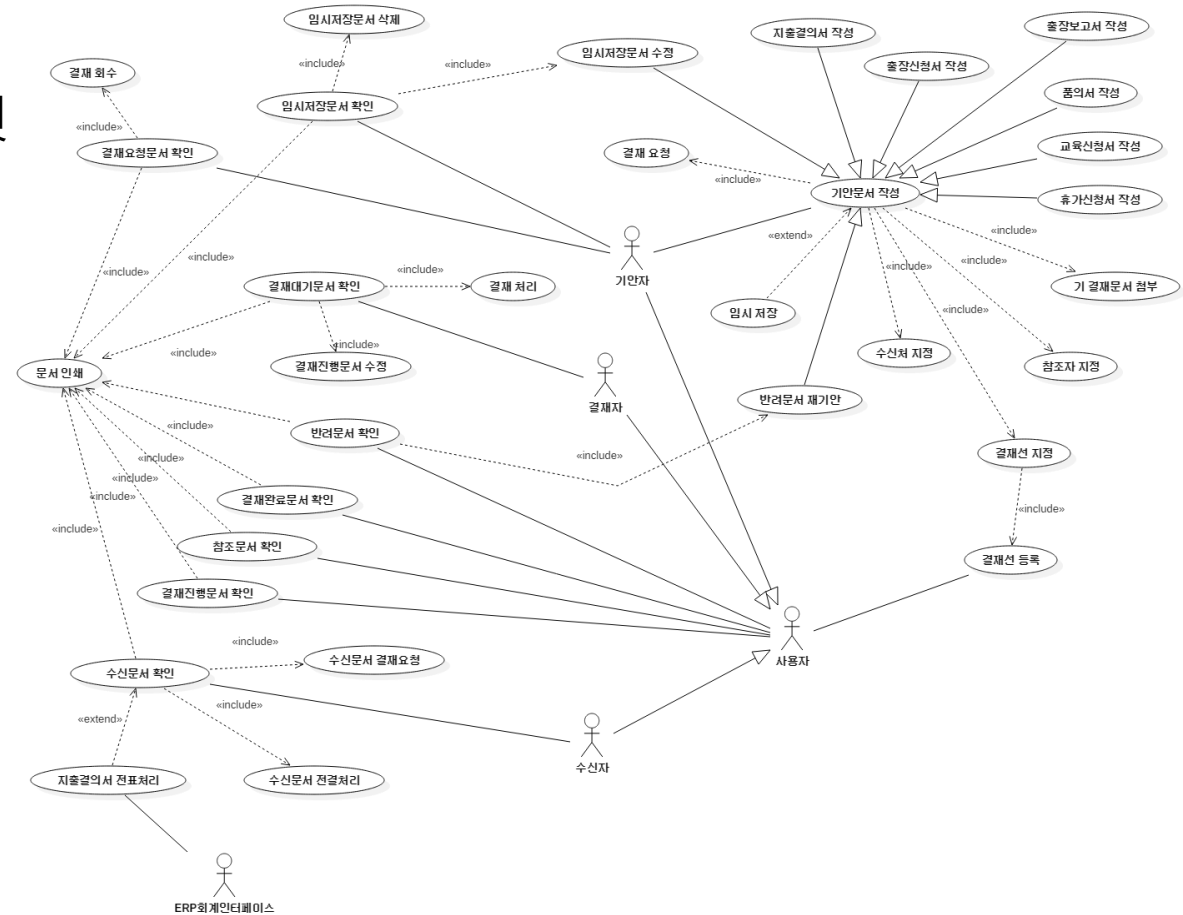 임시저장문서 삭제
출장보고서 작성
지출결의서 작성
임시저장문서 수정
«include»
«include»
출장신청서 작성
결재 회수
품의서 작성
임시저장문서 확인
«include»
교육신청서 작성
결재요청문서 확인
결재 요청
«include»
기안문서 작성
휴가신청서 작성
«extend»
«include»
«include»
«include»
«include»
«include»
«include»
기안자
결재대기문서 확인
«include»
결재 처리
기 결재문서 첨부
임시 저장
«include»
«include»
«include»
수신처 지정
문서 인쇄
결재진행문서 수정
참조자 지정
결재자
반려문서 재기안
«include»
반려문서 확인
«include»
«include»
결재선 지정
«include»
«include»
결재완료문서 확인
«include»
«include»
참조문서 확인
결재선 등록
결재진행문서 확인
«include»
사용자
수신문서 확인
수신문서 결재요청
«include»
«extend»
수신자
지출결의서 전표처리
수신문서 전결처리
ERP회계인터페이스